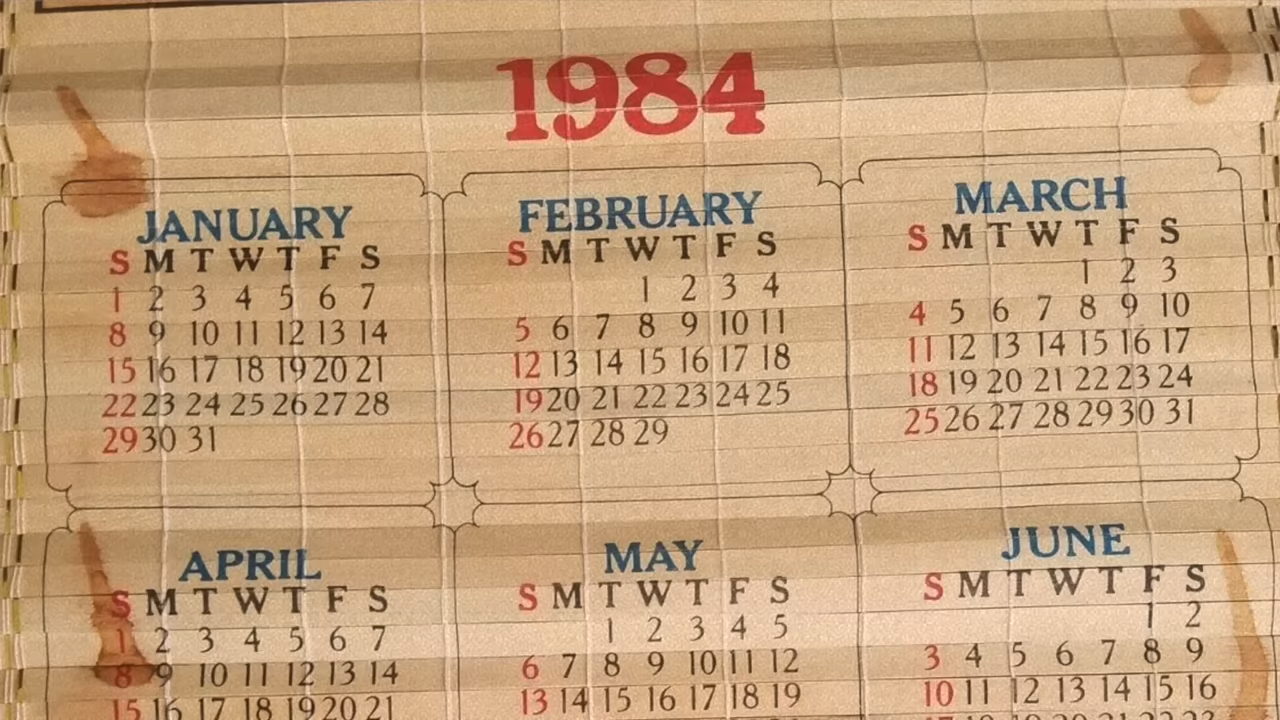 1984
JANUARY
S M T W T F S
1 2 3 4 5 6 7
8 9 10 11 12 13 14
15 16 17 18 19 20 21
22 23 24 25 26 27 28
29 30 31
FEBRUARY
S M T W T F S
1 2 3 4
5 6 7 8 9 10 11
12 13 14 15 16 17 18
19 20 21 22 23 24 25
26 27 28 29
MARCH
S M T W T F S
1 2 3
4 5 6 7 8 9 10
11 12 13 14 15 16 17
18 19 20 21 22 23 24
25 26 27 28 29 30 31
APRIL
S M T W T F S
1 2 3 4 5 6 7
8 9 10 11 12 13 14
15 16 17 18 19 20 21
MAY
S M T W T F S
1 2 3 4 5
6 7 8 9 10 11 12
13 14 15 16 17 18 19
JUNE
S M T W T F S
1 2
3 4 5 6 7 8 9
10 11 12 13 14 15 16